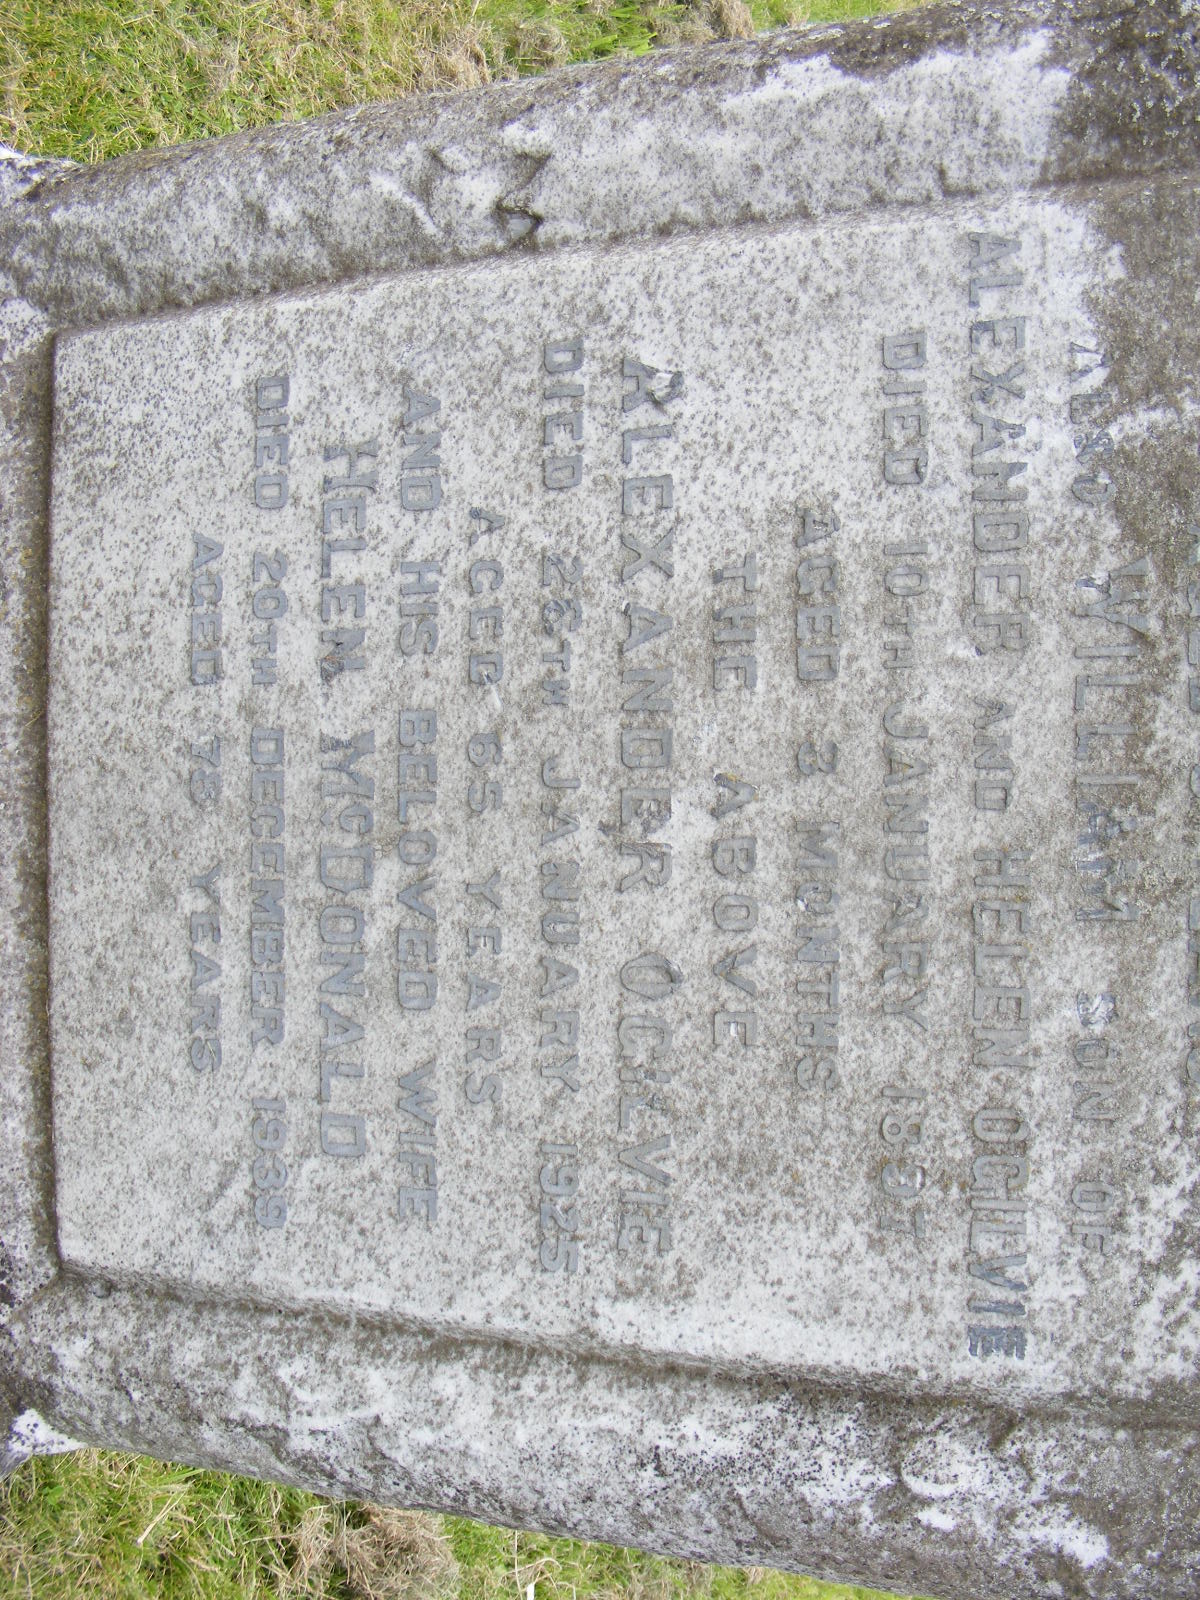 ALSO WILLIAM SON OF
ALEXANDER AND HELEN OGILVIE
DIED 10TH JANUARY 1891
AGED 3 MONTHS
THE ABOVE
ALEXANDER OGILVIE
DIED 26TH JANUARY 1925
AGED 65 YEARS
AND HIS BELOVED WIFE
HELEN MCDONALD
DIED 20TH DECEMBER 1939
AGED 78 YEARS